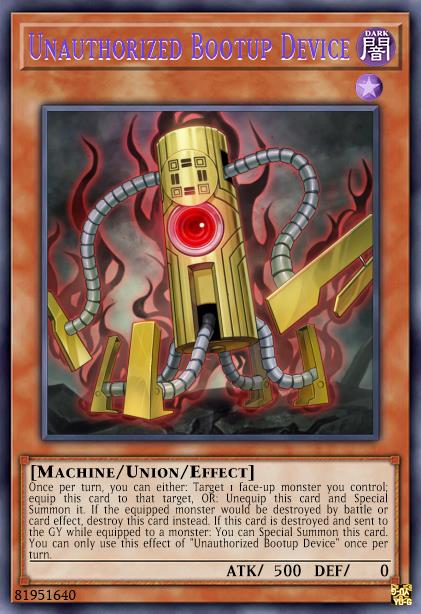 Unauthorized Bootup Device
DARK
闇
[Machine/Union/Effect]
Once per turn, you can either: Target 1 face-up monster you control;
equip this card to that target, OR: Unequip this card and Special
Summon it. If the equipped monster would be destroyed by battle or
card effect, destroy this card instead. If this card is destroyed and sent to
the GY while equipped to a monster: You can Special Summon this card.
You can only use this effect of "Unauthorized Bootup Device" once per
turn.
ATK/ 500 DEF/ 0
81951640